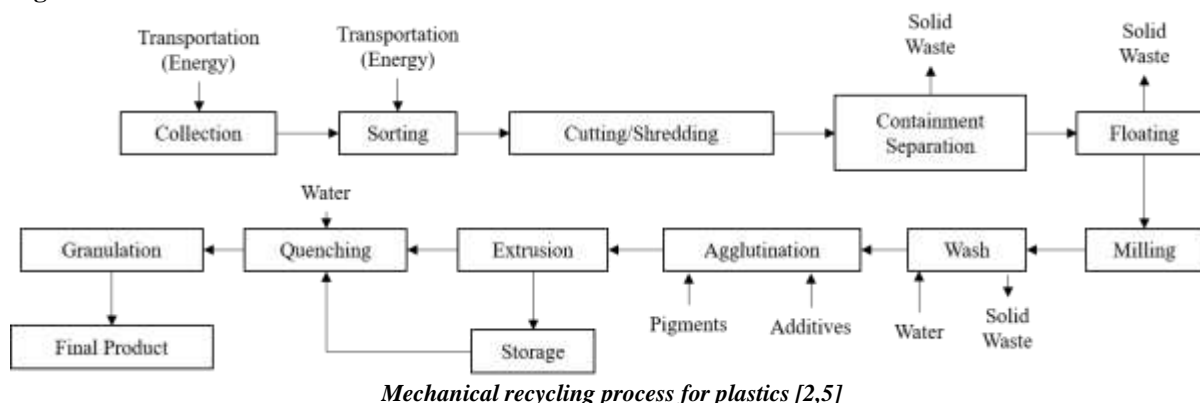 Transportation
(Energy)
Transportation
(Energy)
Solid
Waste
Solid
Waste
Collection
Sorting
Cutting/Shredding
Containment
Separation
Floating
Water
Granulation
Quenching
Extrusion
Agglutination
Wash
Milling
Pigments
Additives
Water
Solid
Waste
Final Product
Storage
Mechanical recycling process for plastics [2,5]